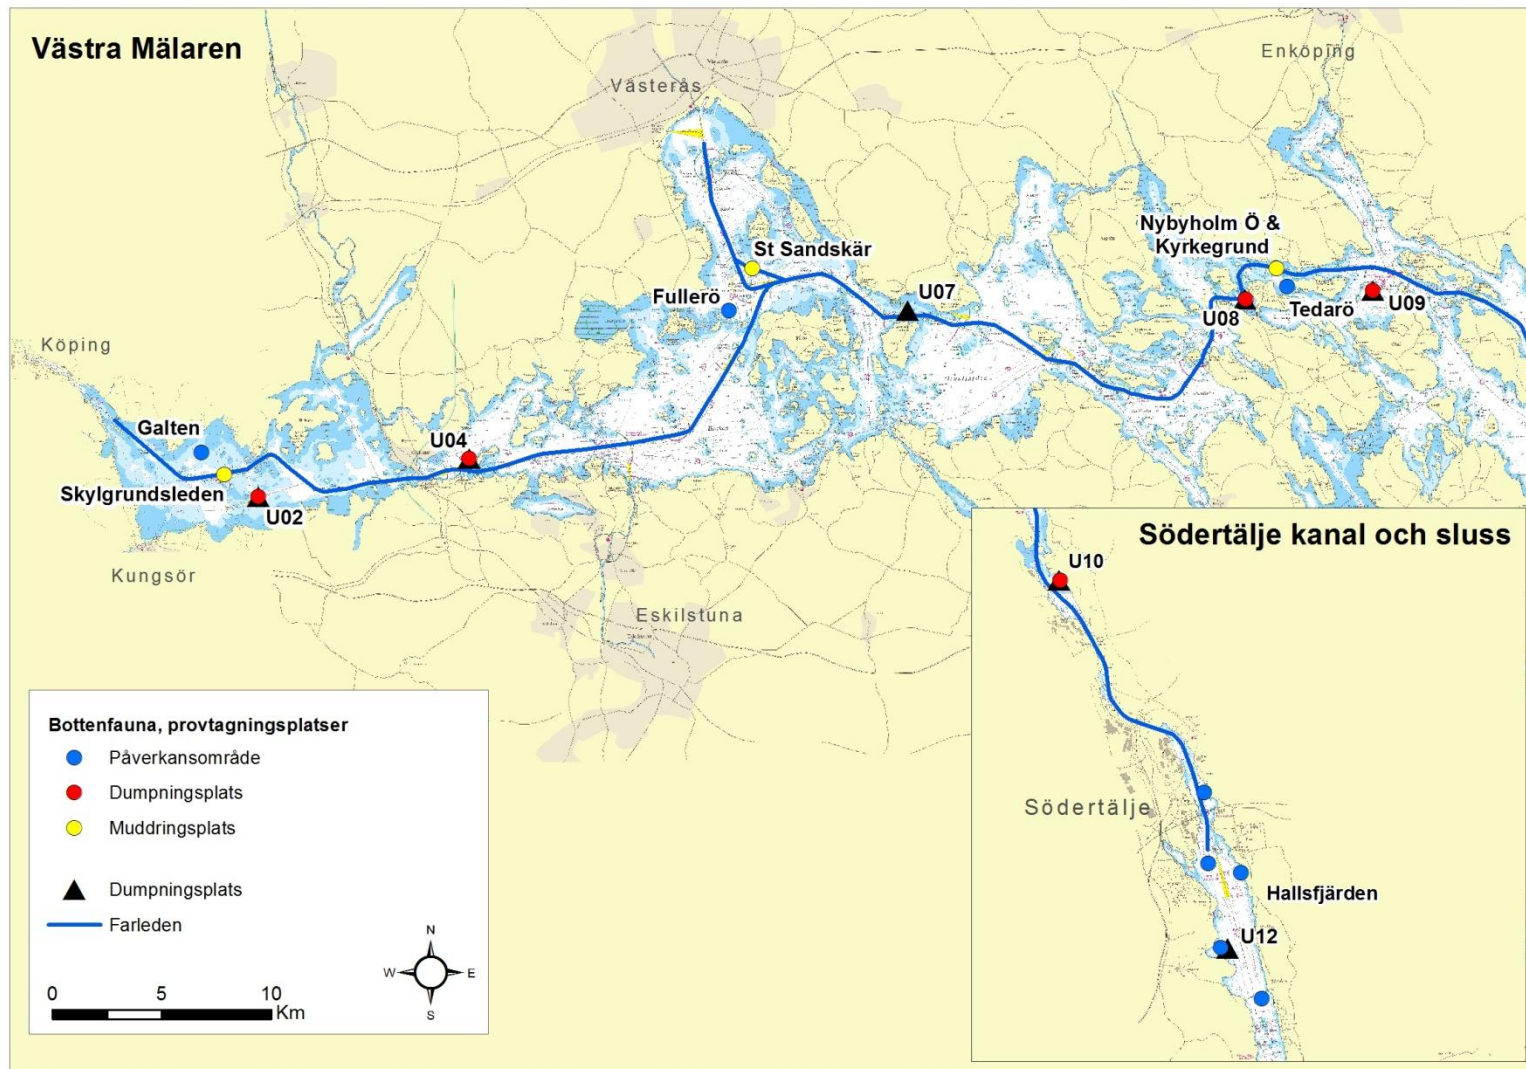 Västra Mälaren
Enköping
Västerås
Nybyholm Ö &
Kyrkegrund
St Sandskär
Fullerö
U07
U08
Tedarö
U09
Köping
Galten
U04
Skylgrundsleden
U02
Kungsör
Eskilstuna
Södertälje kanal och sluss
U10
Södertälje
Hallsfjärden
U12
Bottenfauna, provtagningsplatser
Påverkansområde
Dumpningsplats
Muddringsplats
Dumpningsplats
Farleden
N
W
E
S
0 5 10
Km